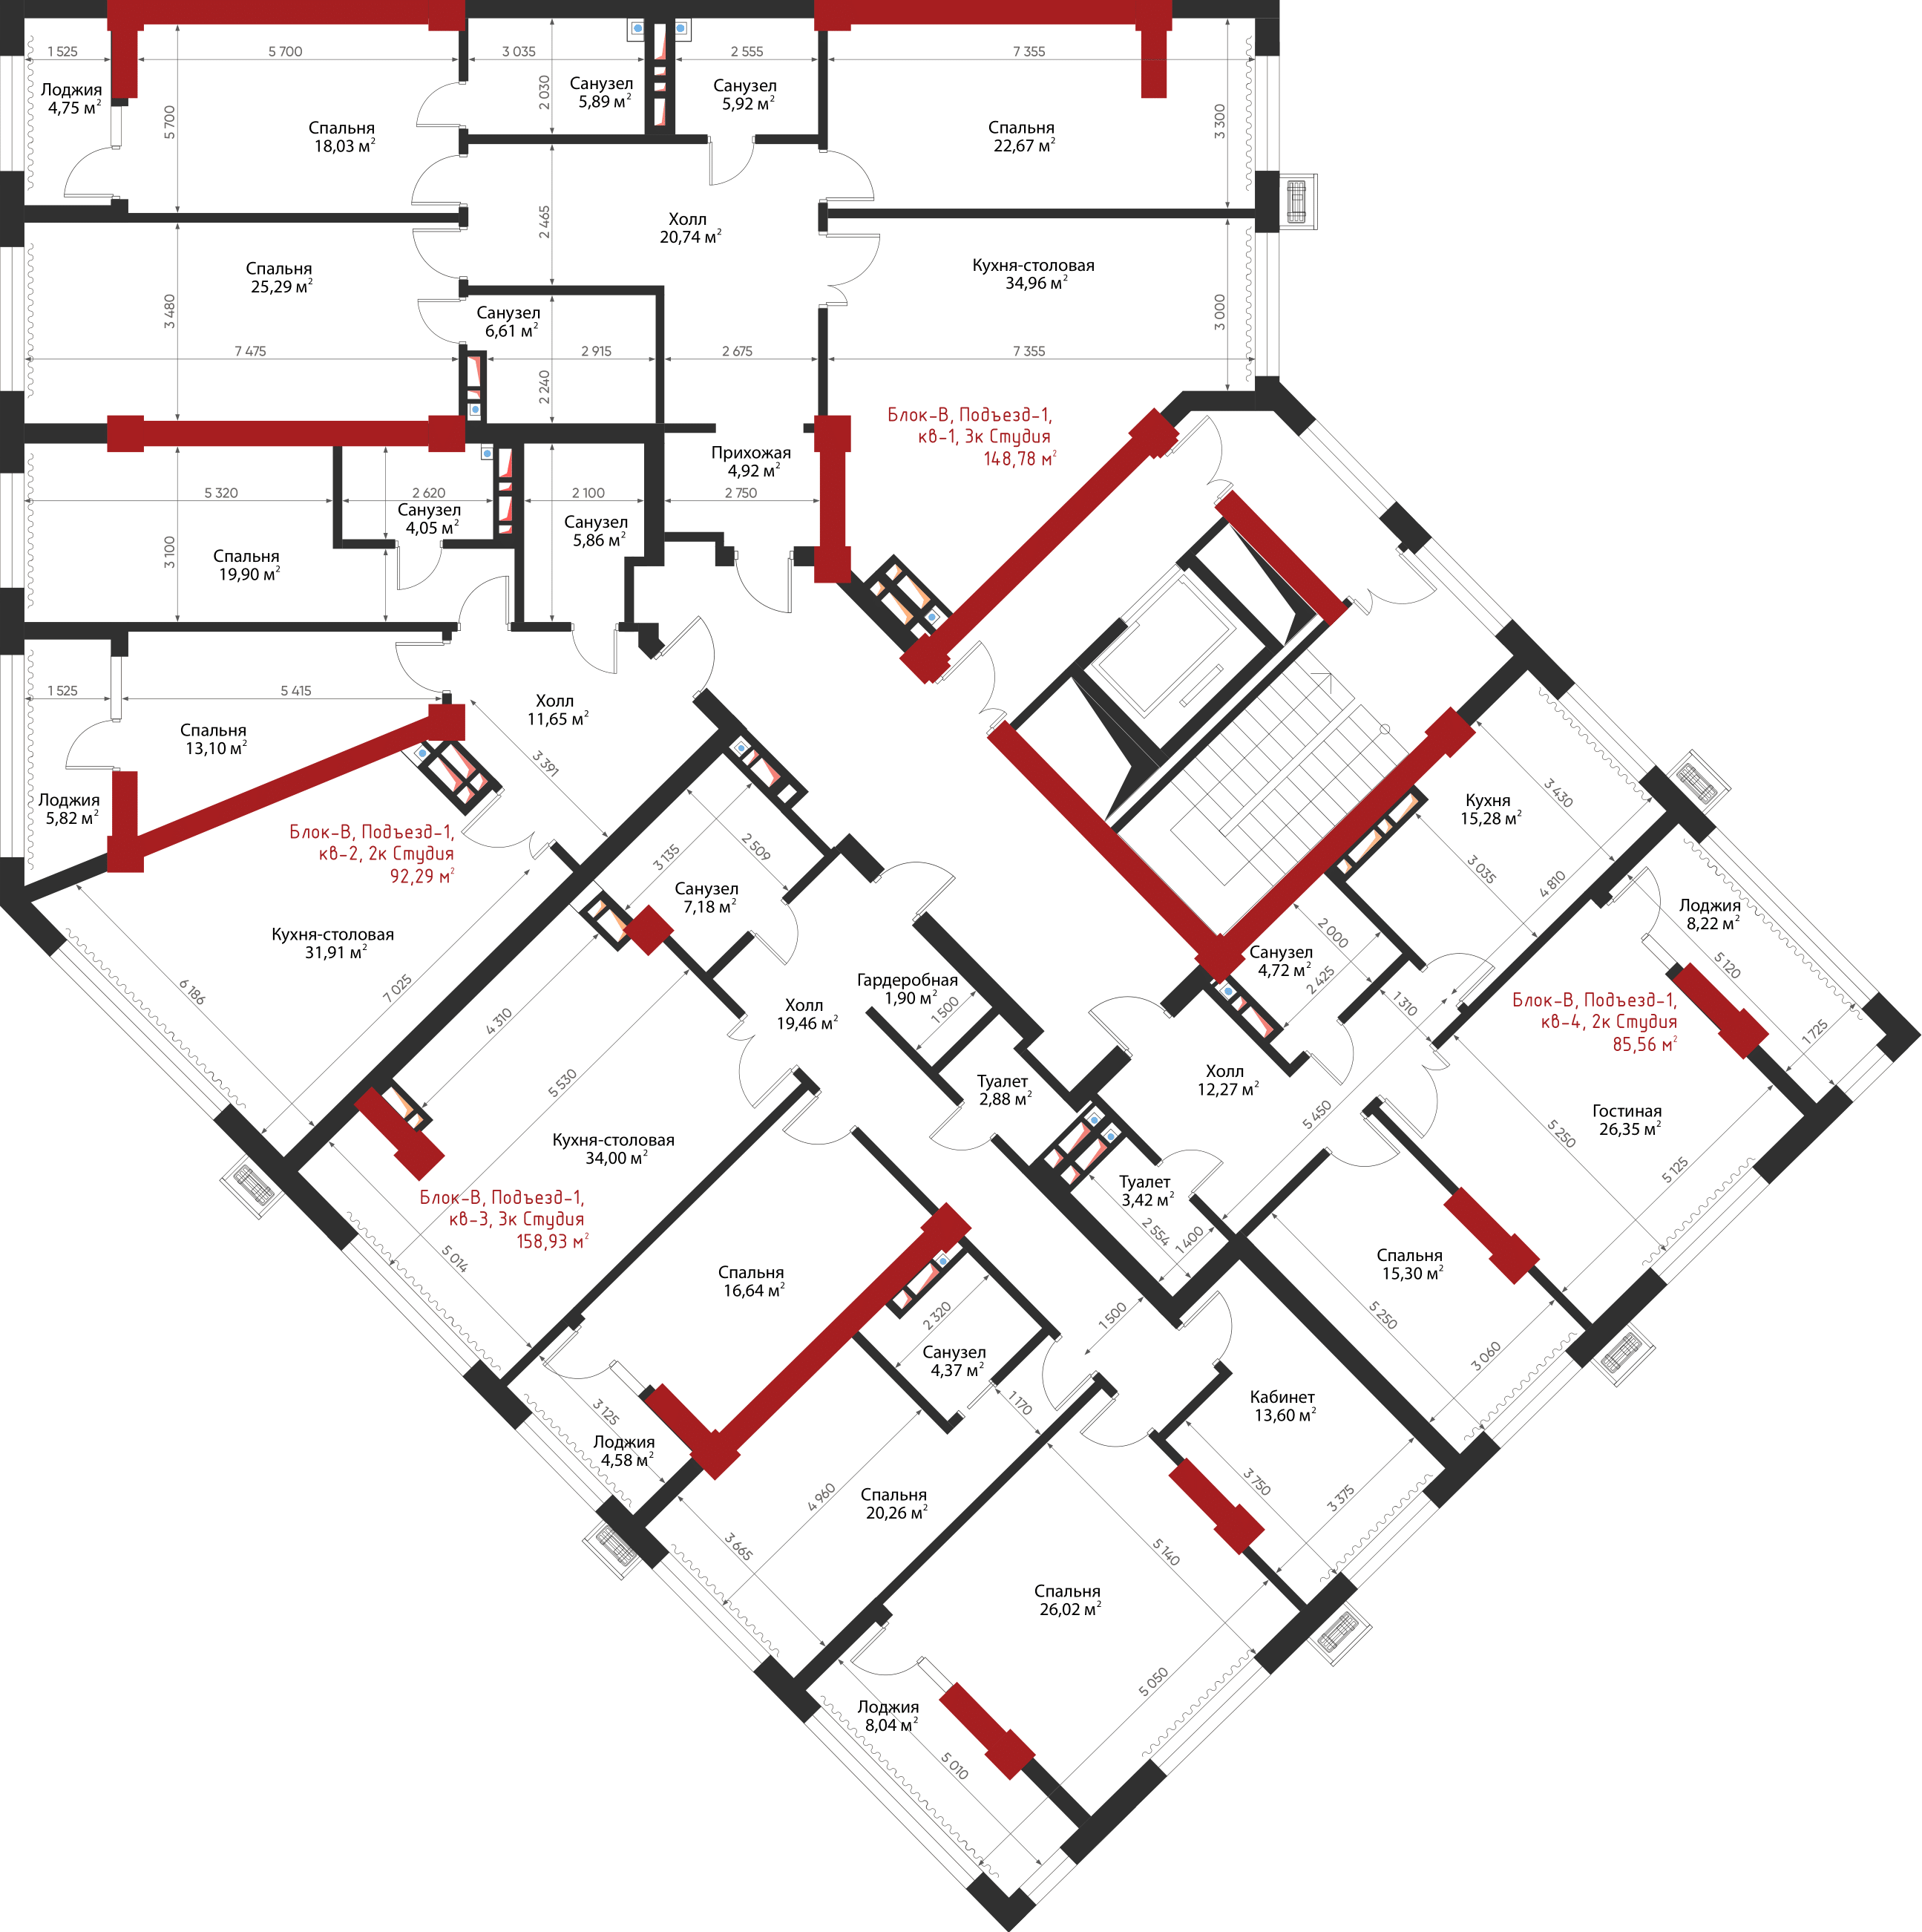 1 525
5 700
3 035
2 555
7 355
Лоджия
4,75 м²
5 700
Спальня
18,03 м²
2 030
Санузел
5,89 м²
Санузел
5,92 м²
Спальня
22,67 м²
3 300
2 465
Холл
20,74 м²
Спальня
25,29 м²
3 480
7 475
Санузел
6,61 м²
2 915
2 240
2 675
Кухня-столовая
34,96 м²
3 000
7 355
Блок-В, Подъезд-1,
кв-1, 3к Студия
148,78 м²
Прихожая
4,92 м²
2 750
5 320
2 620
Санузел
4,05 м²
2 100
Санузел
5,86 м²
3 100
Спальня
19,90 м²
1 525
5 415
Спальня
13,10 м²
Холл
11,65 м²
3 391
Лоджия
5,82 м²
Блок-В, Подъезд-1,
кв-2, 2к Студия
92,29 м²
Кухня-столовая
31,91 м²
6 186
7 025
3 135
2 509
Санузел
7,18 м²
4 310
5 530
Холл
19,46 м²
Гардеробная
1,90 м²
1 500
Туалет
2,88 м²
Кухня-столовая
34,00 м²
Блок-В, Подъезд-1,
кв-3, 3к Студия
158,93 м²
5 014
Спальня
16,64 м²
3 125
Лоджия
4,58 м²
2 320
Санузел
4,37 м²
1 170
1 500
4 960
Спальня
20,26 м²
3 665
Кабинет
13,60 м²
3 750
3 375
5 140
Спальня
26,02 м²
5 050
Лоджия
8,04 м²
5 010
Кухня
15,28 м²
3 430
3 035
4 810
Санузел
4,72 м²
2 000
2 425
1 310
Лоджия
8,22 м²
5 120
1 725
Блок-В, Подъезд-1,
кв-4, 2к Студия
85,56 м²
Холл
12,27 м²
5 450
Гостиная
26,35 м²
5 250
5 125
Туалет
3,42 м²
2 554
1 400
Спальня
15,30 м²
5 250
3 060